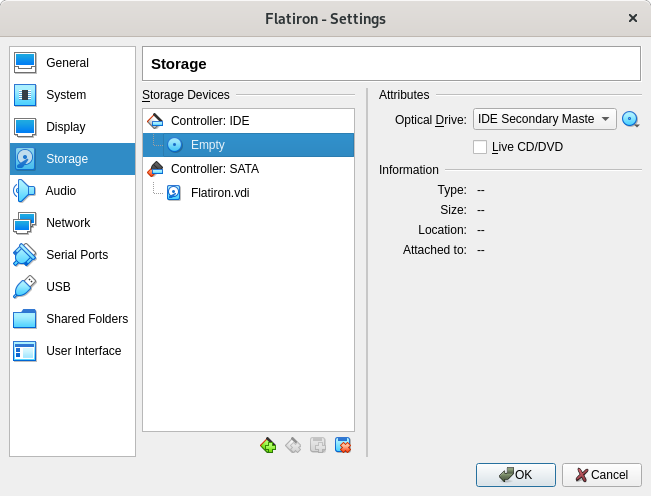 Flatiron - Settings
General
System
Display
Storage
Audio
Network
Serial Ports
USB
Shared Folders
User Interface
Storage
Storage Devices
Controller: IDE
Empty
Controller: SATA
Flatiron.vdi
Attributes
Optical Drive: IDE Secondary Maste
Live CD/DVD
Information
Type: --
Size: --
Location: --
Attached to: --
OK
Cancel